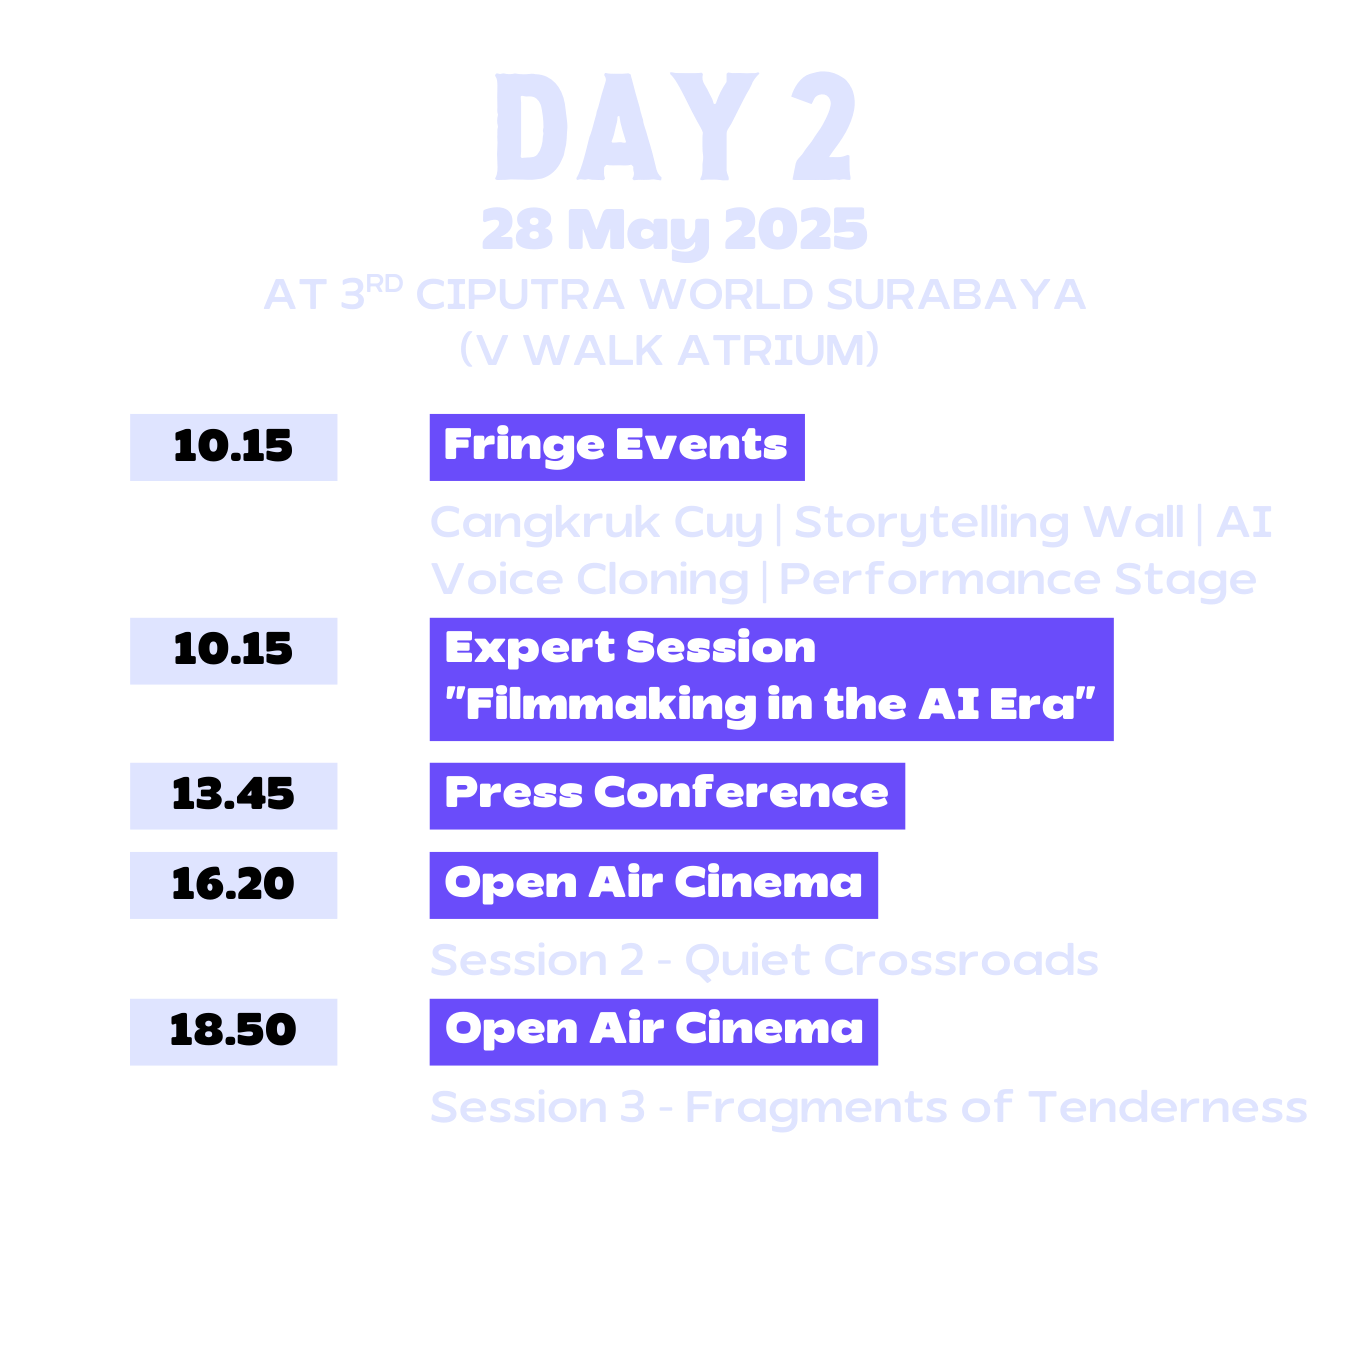 DAY 2
28 May 2025
AT 3RD CIPUTRA WORLD SURABAYA
(V WALK ATRIUM)
10.15 Fringe Events
Cangkruk Cuy | Storytelling Wall | AI
Voice Cloning | Performance Stage
10.15 Expert Session
"Filmmaking in the AI Era"
13.45 Press Conference
16.20 Open Air Cinema
Session 2 - Quiet Crossroads
18.50 Open Air Cinema
Session 3 - Fragments of Tenderness